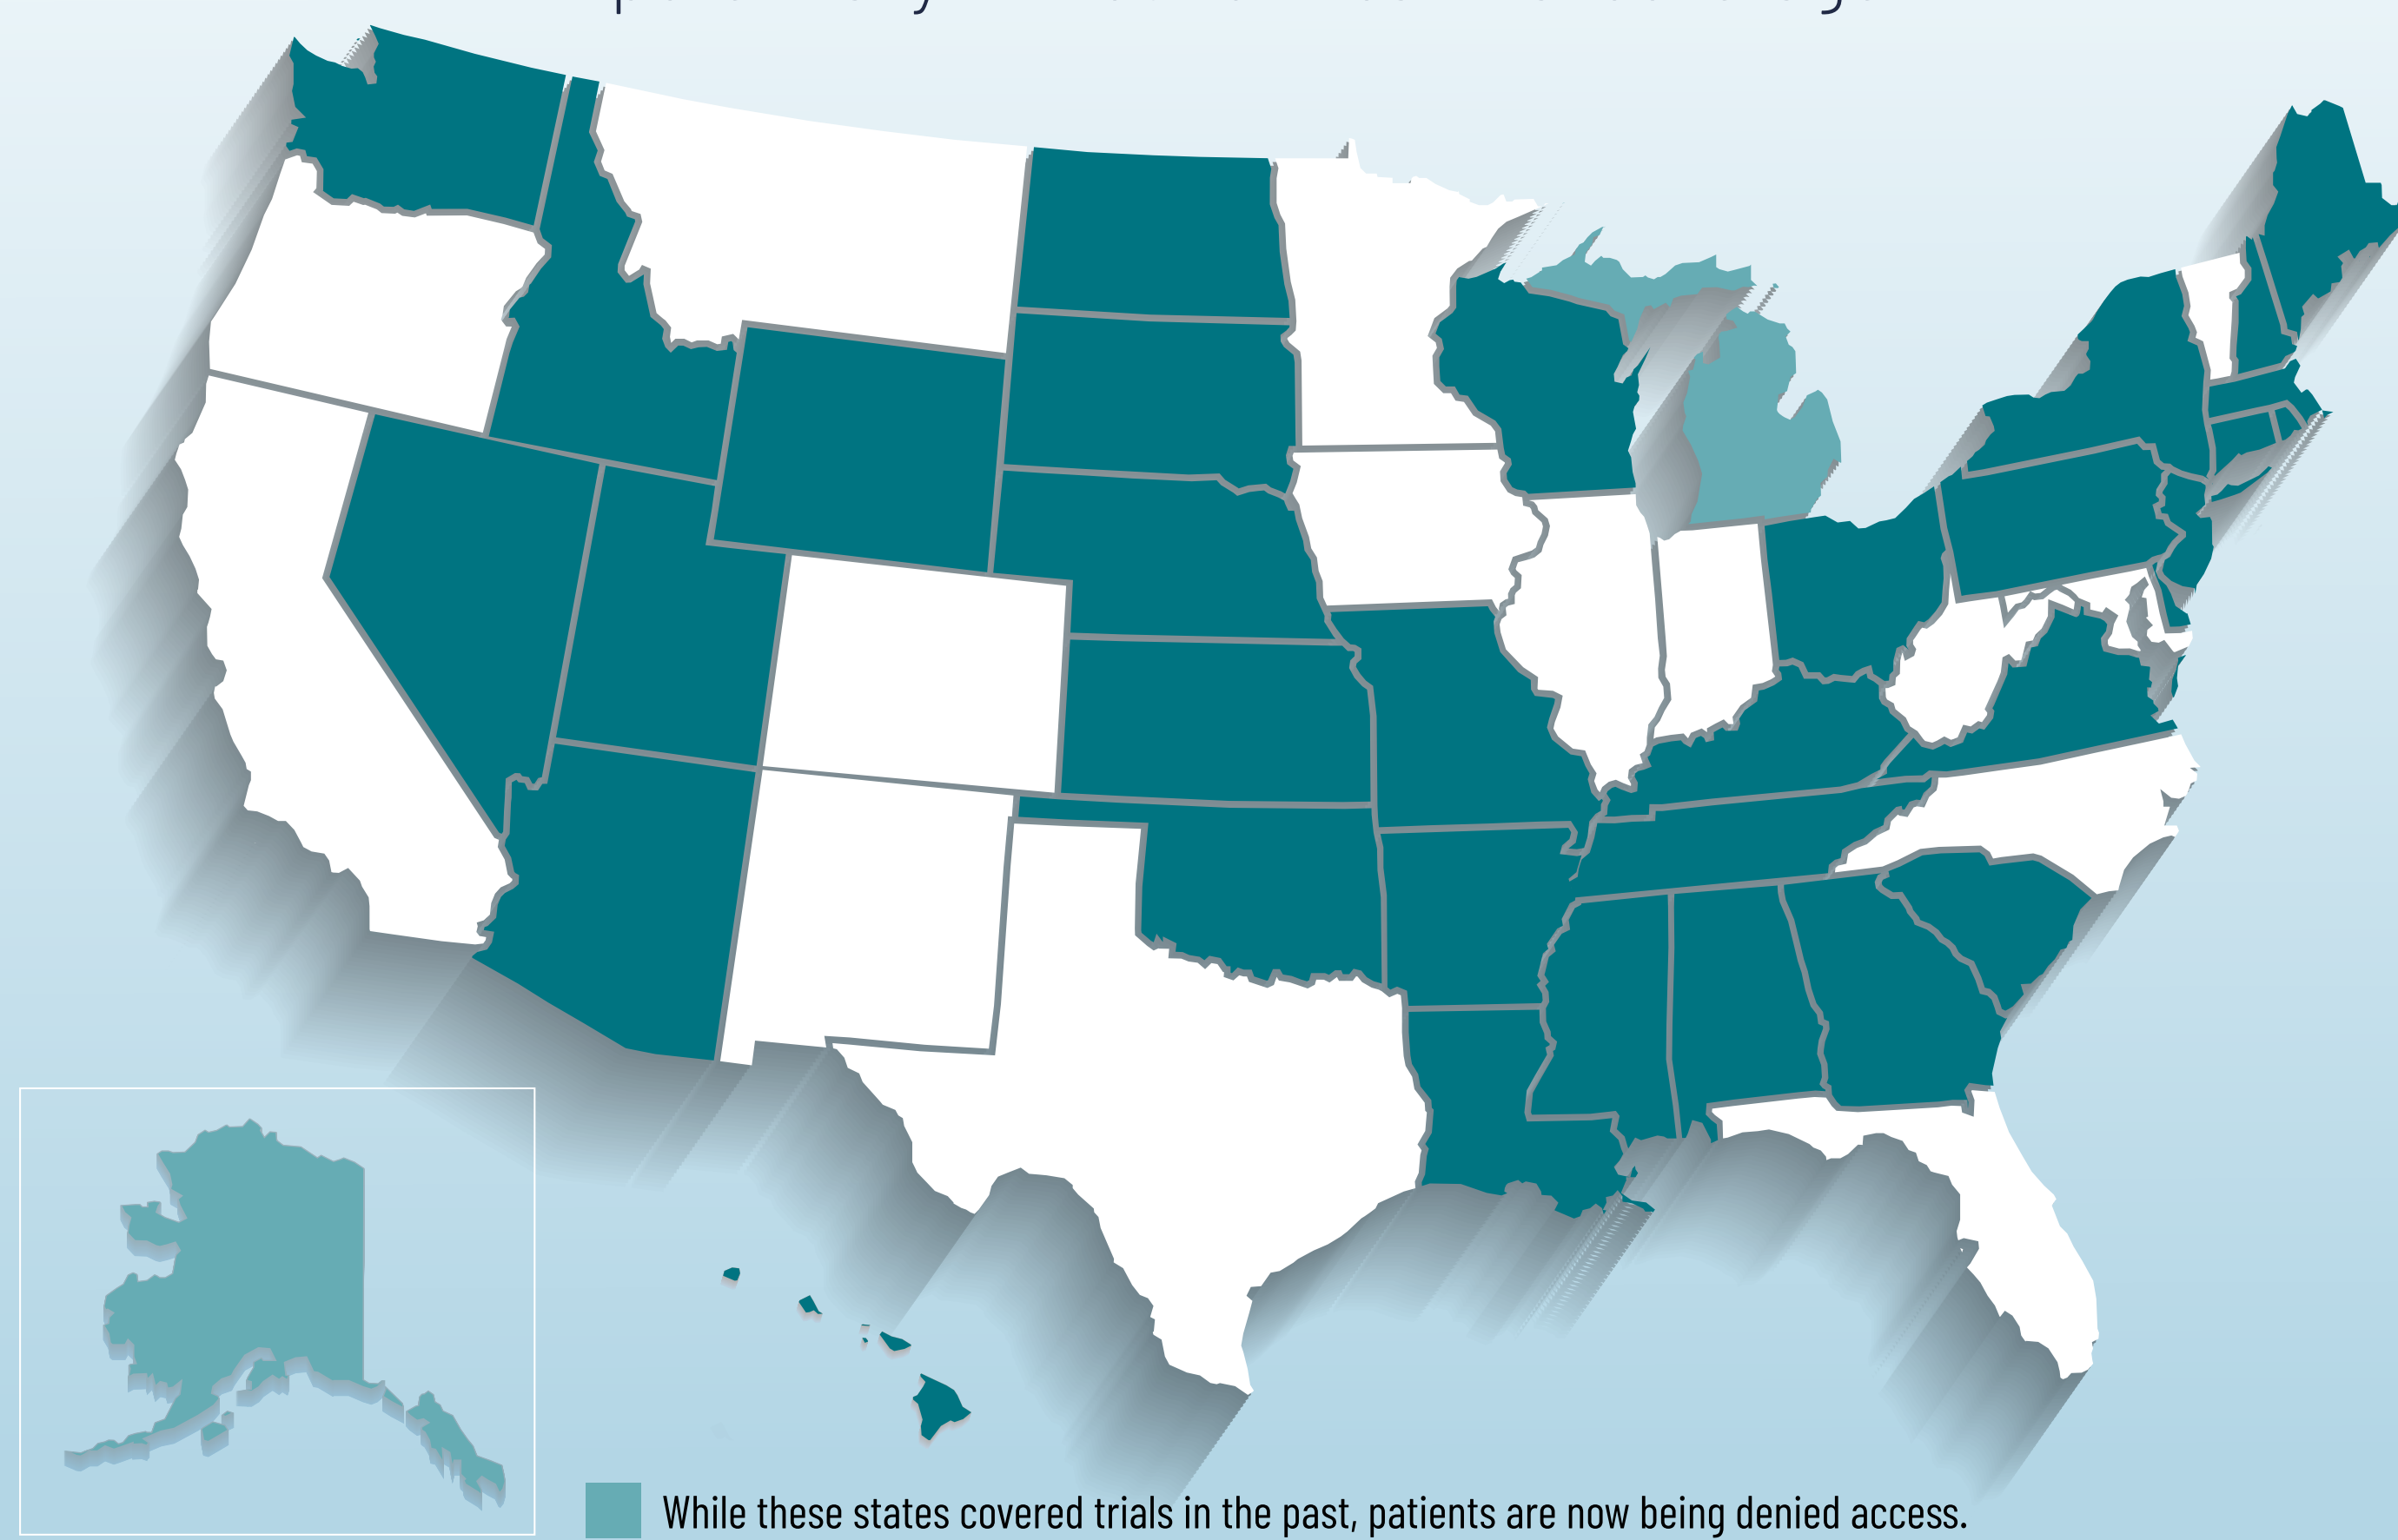 While these states covered trials in the past, patients are now being denied access.